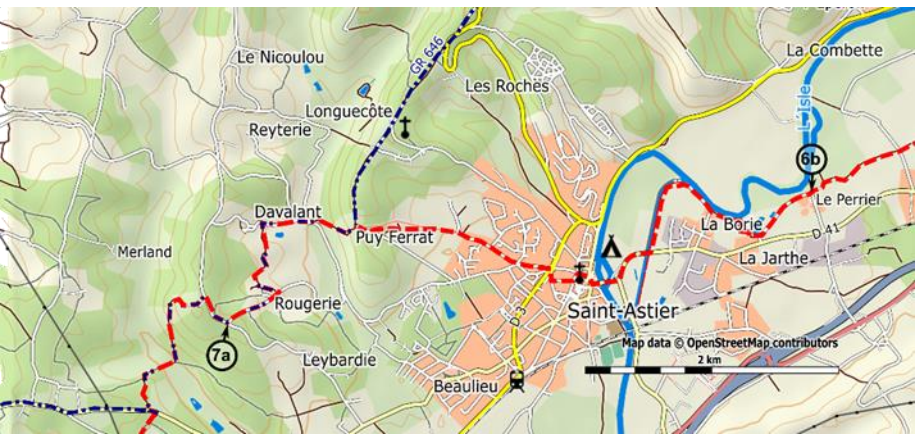 La Combette
Le Nicoulou
GR 646
Les Roches
L'Isle
Longuecôte
Reyterie
6b
Le Perrier
Davalant
La Borie
D 41
Puy Ferrat
Merland
La Jarthe
Rougerie
Saint-Astier
D 3
7a
Leybardie
Map data © OpenStreetMap contributors
2 km
Beaulieu